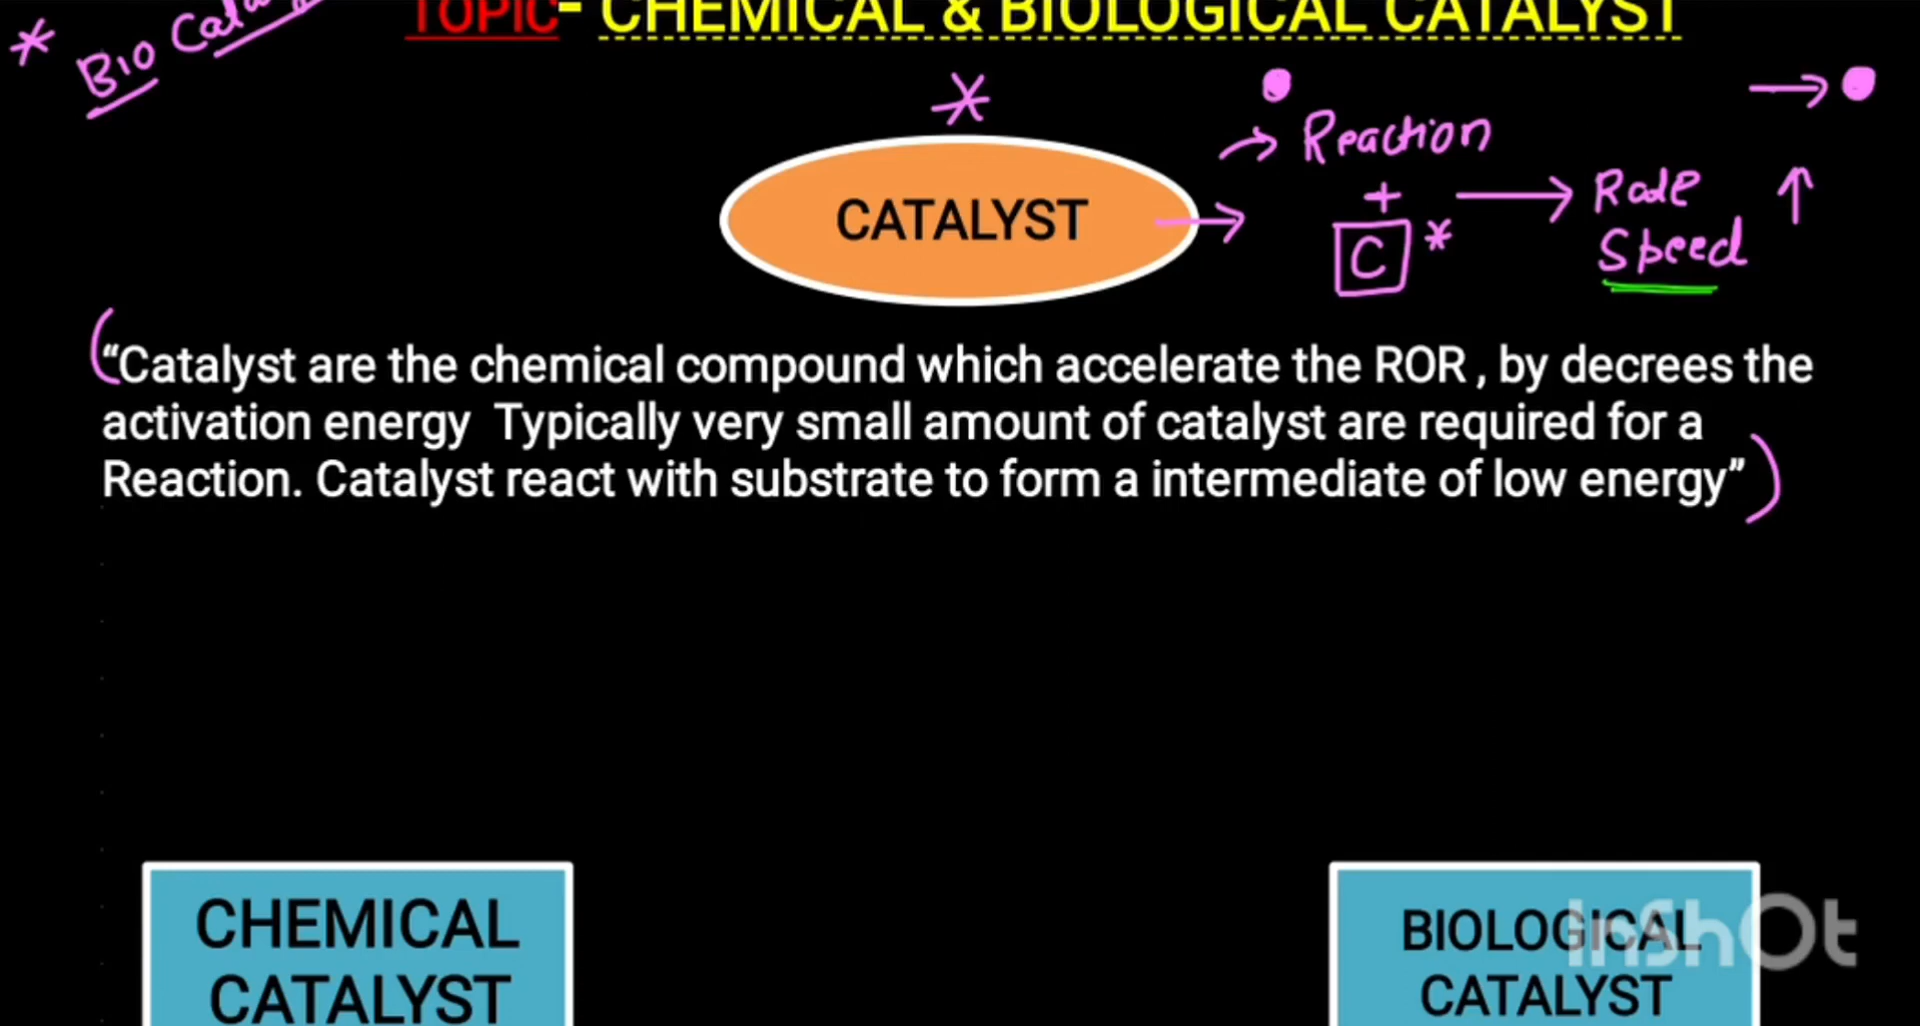 TOPIC- CHEMICAL & BIOLOGICAL CATALYST
* Bio
*
→ Reaction
CATALYST → + → Rate ↑
C * Speed
“Catalyst are the chemical compound which accelerate the ROR , by decrees the
activation energy Typically very small amount of catalyst are required for a
Reaction. Catalyst react with substrate to form a intermediate of low energy”
CHEMICAL
CATALYST
BIOLOGICAL
CATALYST
InShOt